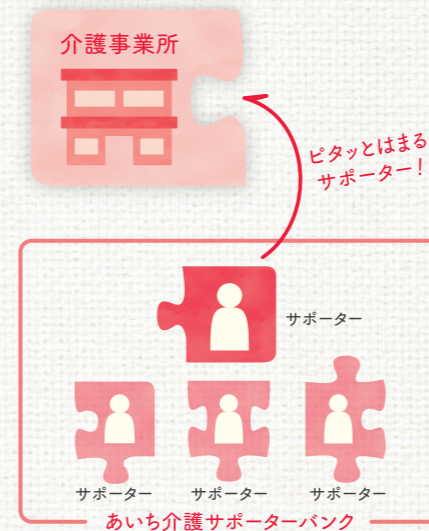 介護事業所
ピタッとはまる
サポーター！
サポーター
サポーター
サポーター
サポーター
あいち介護サポーターバンク